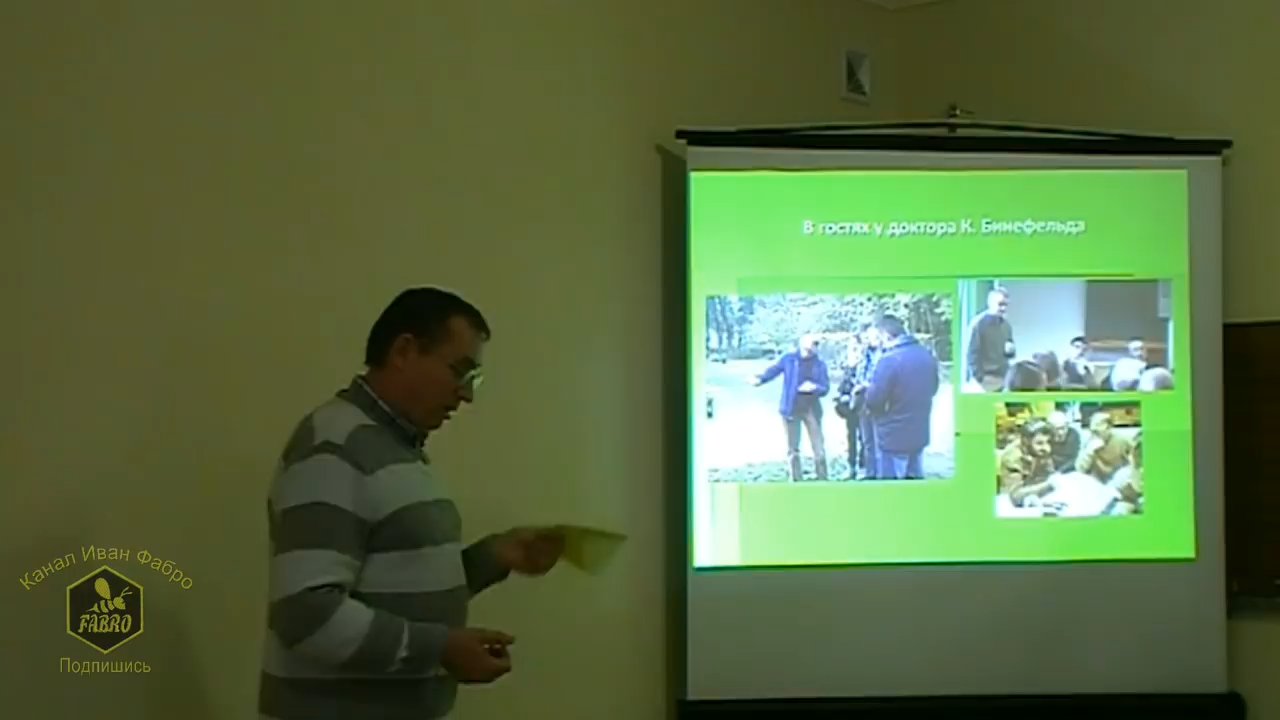 В гостях у доктора К. Бинефельда
Канал Иван Фабро
FABRO
Подпишись